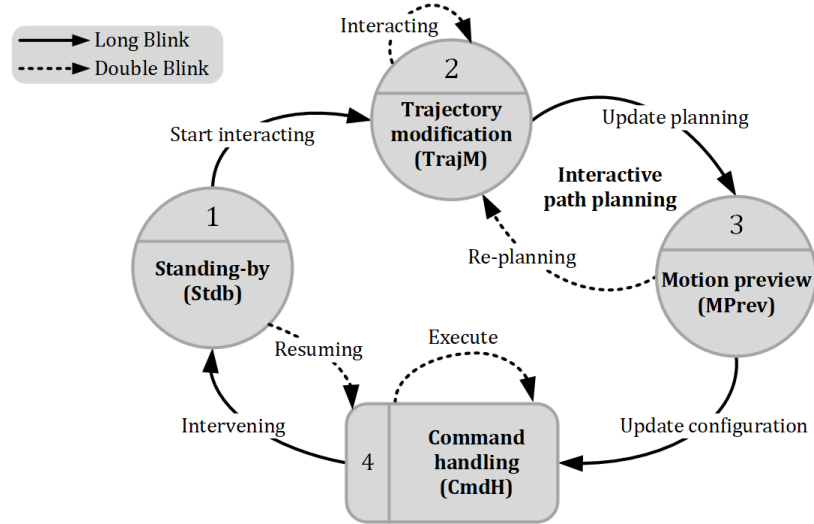 Long Blink
Double Blink
Interacting
2
Trajectory
modification
(TrajM)
Start interacting
Update planning
Interactive
path planning
1
Standing-by
(Stdb)
3
Motion preview
(MPrev)
Re-planning
Resuming
Execute
Intervening
Update configuration
4
Command
handling
(CmdH)